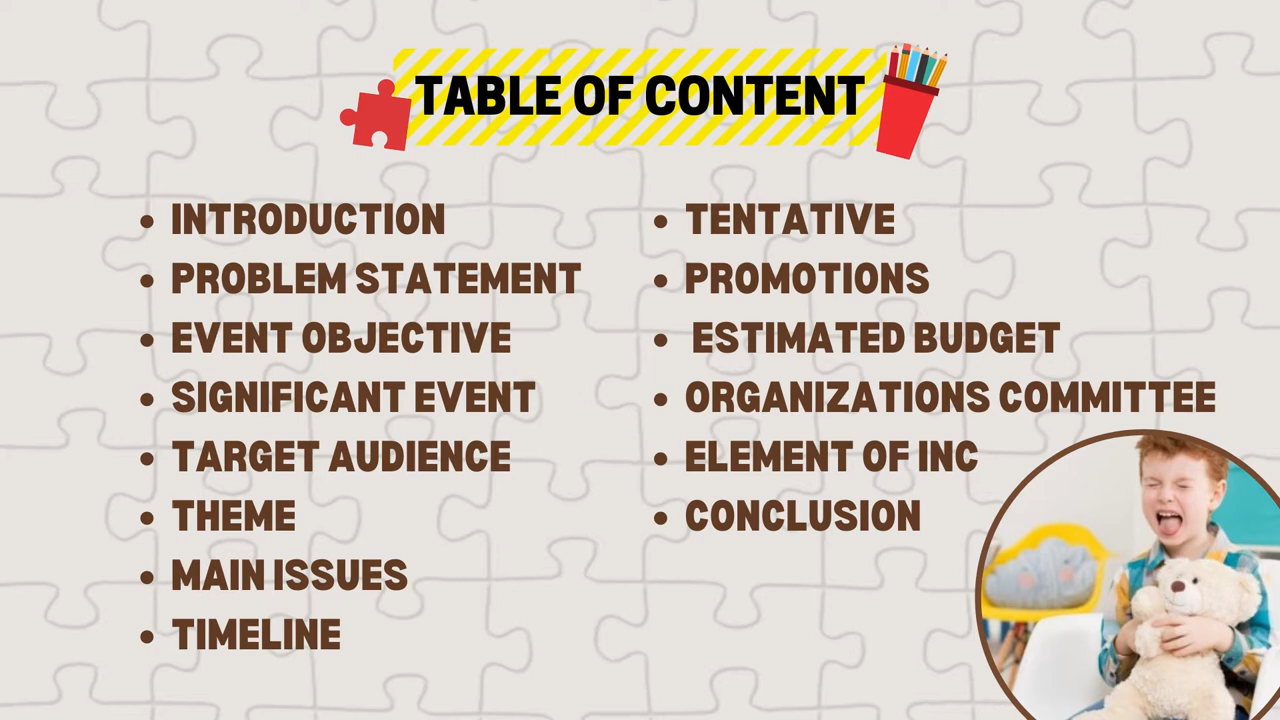 TABLE OF CONTENT
INTRODUCTION
PROBLEM STATEMENT
EVENT OBJECTIVE
SIGNIFICANT EVENT
TARGET AUDIENCE
THEME
MAIN ISSUES
TIMELINE
TENTATIVE
PROMOTIONS
ESTIMATED BUDGET
ORGANIZATIONS COMMITTEE
ELEMENT OF INC
CONCLUSION